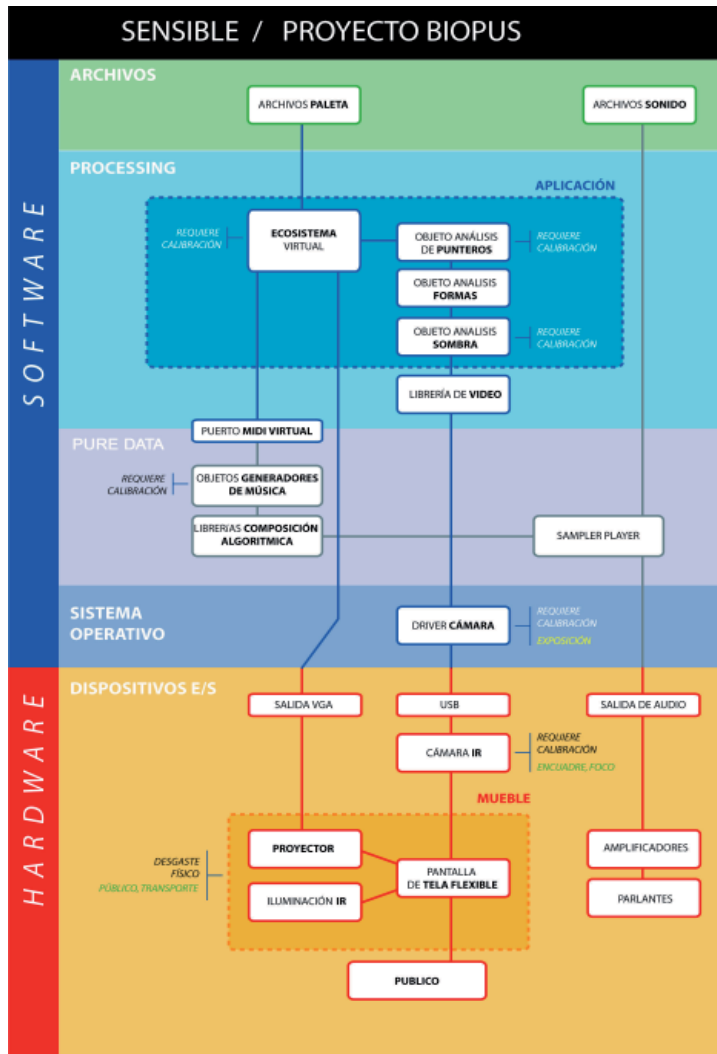 SENSIBLE / PROYECTO BIOPUS
SOFTWARE
ARCHIVOS
ARCHIVOS PALETA
ARCHIVOS SONIDO
PROCESSING
APLICACIÓN
REQUIERE
CALIBRACIÓN
ECOSISTEMA
VIRTUAL
OBJETO ANÁLISIS
DE PUNTEROS
REQUIERE
CALIBRACIÓN
OBJETO ANALISIS
FORMAS
OBJETO ANALISIS
SOMBRA
REQUIERE
CALIBRACIÓN
LIBRERÍA DE VIDEO
PUERTO MIDI VIRTUAL
PURE DATA
REQUIERE
CALIBRACIÓN
OBJETOS GENERADORES
DE MÚSICA
LIBRERÍAS COMPOSICIÓN
ALGORITMICA
SAMPLER PLAYER
SISTEMA
OPERATIVO
DRIVER CÁMARA
REQUIERE
CALIBRACIÓN
EXPOSICIÓN
HARDWARE
DISPOSITIVOS E/S
SALIDA VGA
USB
SALIDA DE AUDIO
CÁMARA IR
REQUIERE
CALIBRACIÓN
ENCUADRE, FOCO
MUEBLE
DESGASTE
FÍSICO
PÚBLICO, TRANSPORTE
PROYECTOR
ILUMINACIÓN IR
PANTALLA
DE TELA FLEXIBLE
AMPLIFICADORES
PARLANTES
PUBLICO